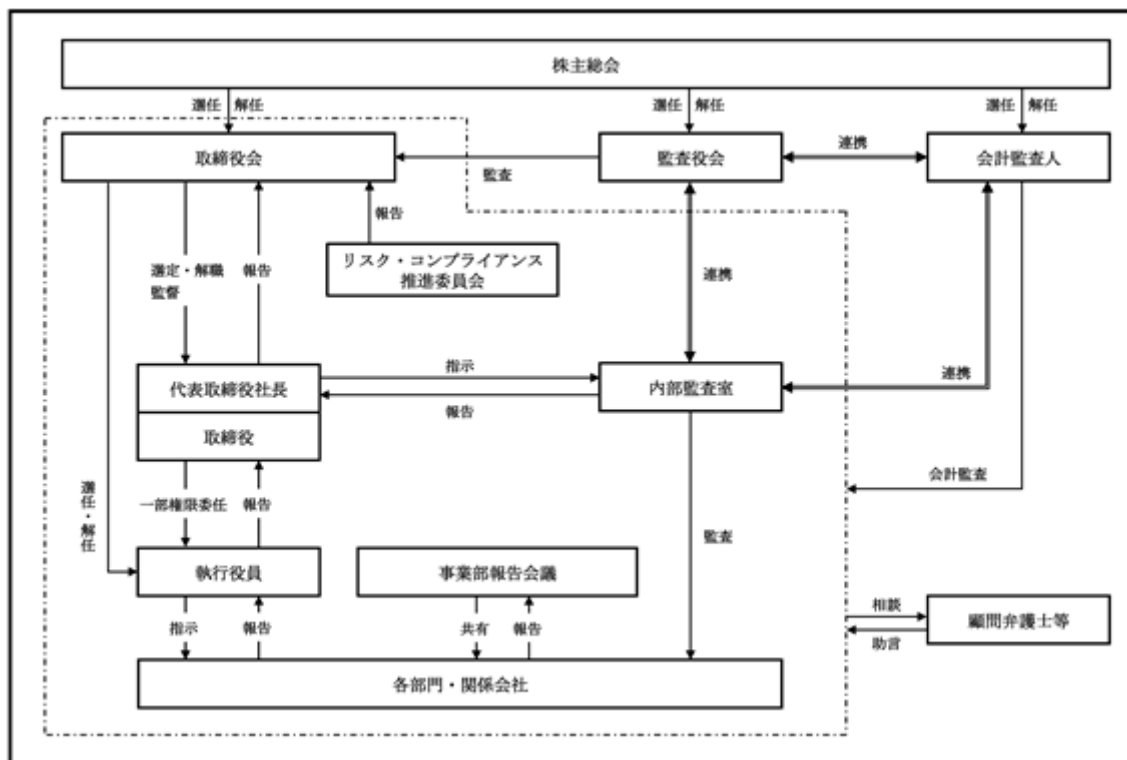 株主総会
選任 解任
選任 解任
選任 解任
取締役会
監査
監査役会
連携
会計監査人
報告
リスク・コンプライアンス
推進委員会
選定・解職
監督
報告
連携
代表取締役社長
取締役
指示
報告
内部監査室
連携
選任・解任
一部権限委任
報告
会計監査
監査
執行役員
事業部報告会議
指示
報告
共有
報告
相談
助言
顧問弁護士等
各部門・関係会社